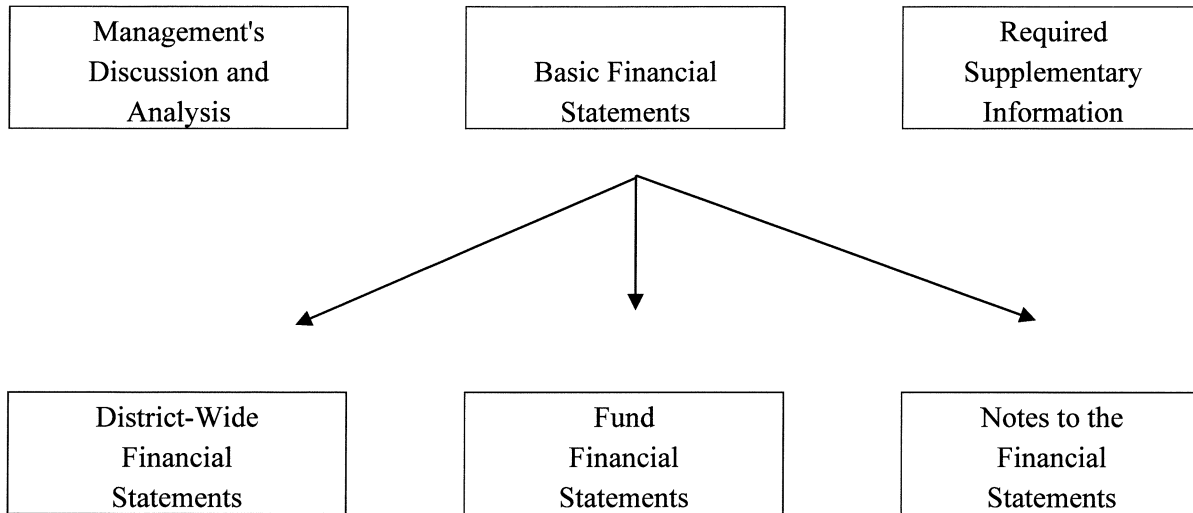 Management's
Discussion and
Analysis
Basic Financial
Statements
Required
Supplementary
Information
District-Wide
Financial
Statements
Fund
Financial
Statements
Notes to the
Financial
Statements